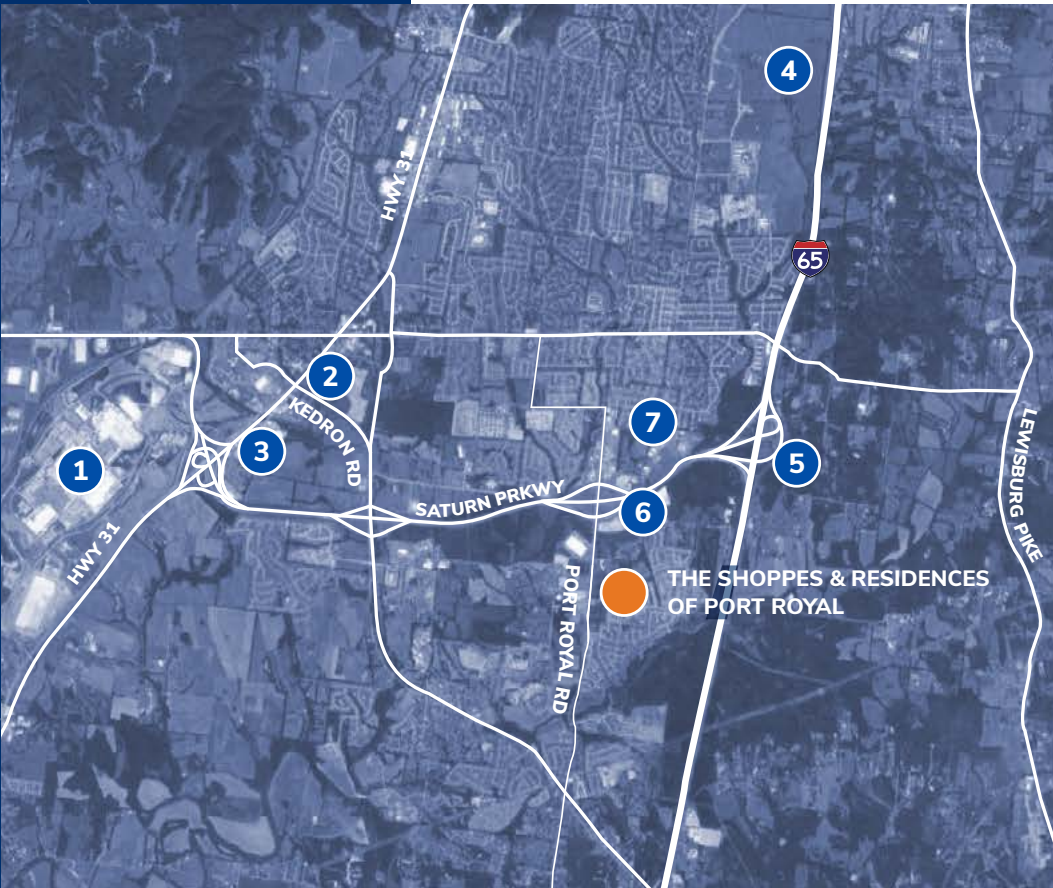 4
HWY 31
65
2
KEDRON RD
7
3
1
5
LEWISBURG PIKE
SATURN PRKWY
6
HWY 31
THE SHOPPES & RESIDENCES
OF PORT ROYAL
PORT ROYAL RD